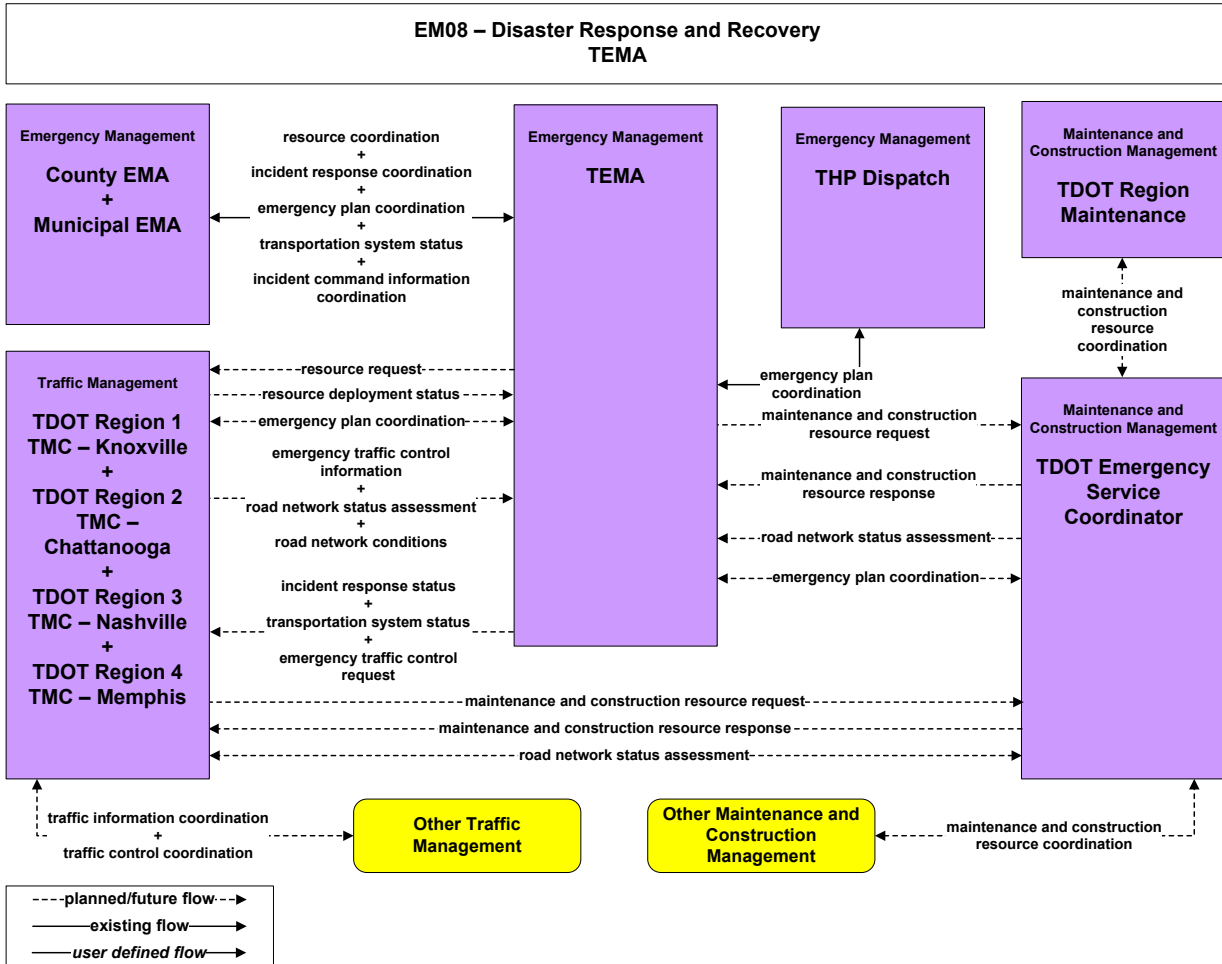 EM08 – Disaster Response and Recovery
TEMA
Emergency Management
County EMA
+
Municipal EMA
resource coordination
+
incident response coordination
+
emergency plan coordination
+
transportation system status
+
incident command information
coordination
Emergency Management
TEMA
Emergency Management
THP Dispatch
Maintenance and
Construction Management
TDOT Region
Maintenance
maintenance and
construction
resource
coordination
Traffic Management
TDOT Region 1
TMC – Knoxville
+
TDOT Region 2
TMC –
Chattanooga
+
TDOT Region 3
TMC – Nashville
+
TDOT Region 4
TMC – Memphis
resource request
resource deployment status
emergency plan coordination
emergency traffic control
information
+
road network status assessment
+
road network conditions
incident response status
+
transportation system status
+
emergency traffic control
request
emergency plan
coordination
maintenance and construction
resource request
maintenance and construction
resource response
road network status assessment
emergency plan coordination
Maintenance and
Construction Management
TDOT Emergency
Service
Coordinator
maintenance and construction resource request
maintenance and construction resource response
road network status assessment
traffic information coordination
+
traffic control coordination
Other Traffic
Management
Other Maintenance and
Construction
Management
maintenance and construction
resource coordination
planned/future flow
existing flow
user defined flow